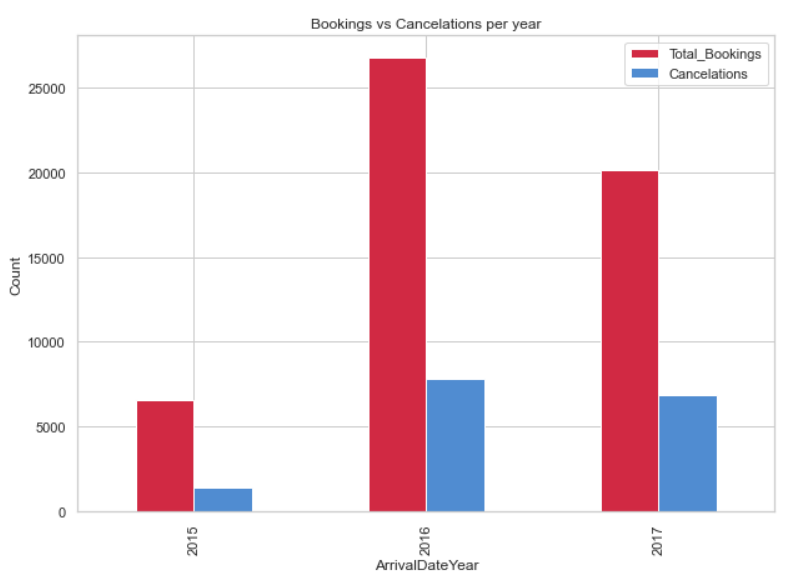 Bookings vs Cancelations per year
Total_Bookings
Cancelations
25000
20000
15000
10000
5000
0
Count
2015
2016
2017
ArrivalDateYear